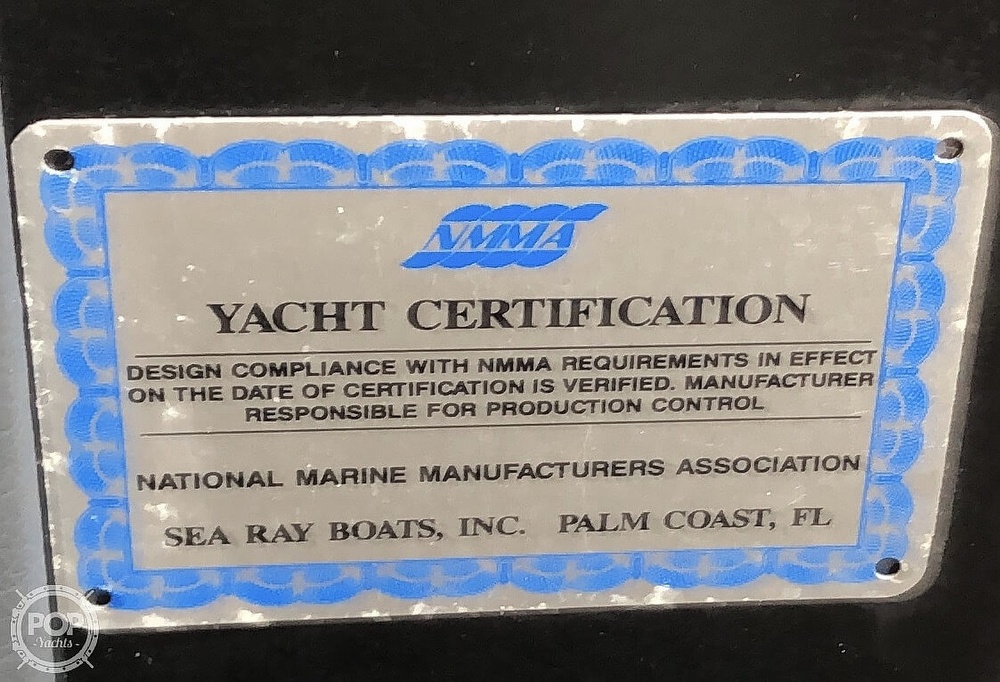 NMMA
YACHT CERTIFICATION
DESIGN COMPLIANCE WITH NMMA REQUIREMENTS IN EFFECT
ON THE DATE OF CERTIFICATION IS VERIFIED. MANUFACTURER
RESPONSIBLE FOR PRODUCTION CONTROL
NATIONAL MARINE MANUFACTURERS ASSOCIATION
SEA RAY BOATS, INC. PALM COAST, FL
POP
-Yachts-